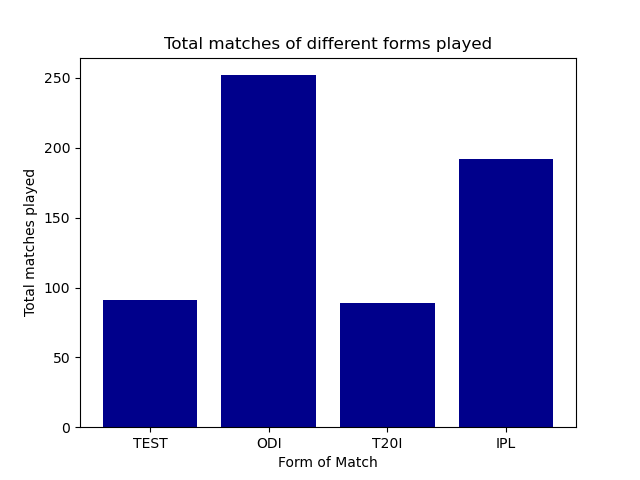 Total matches of different forms played
Total matches played
250
200
150
100
50
0
TEST ODI T20I IPL
Form of Match